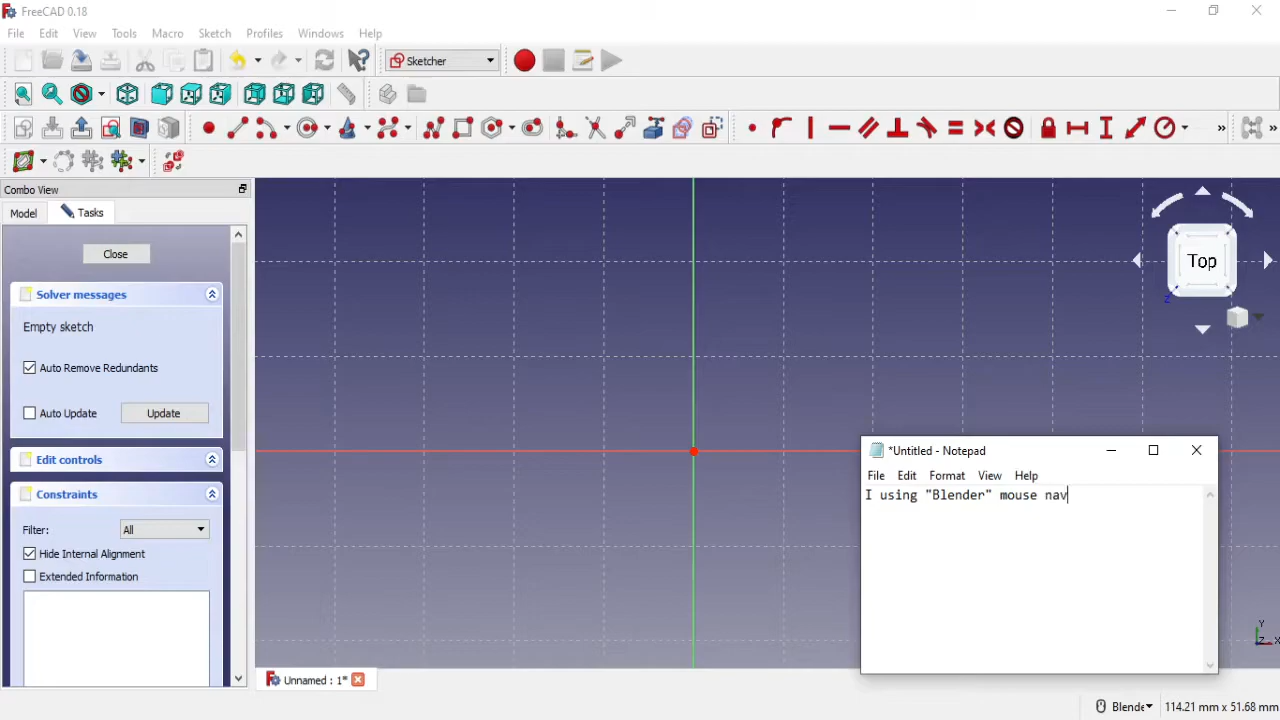 FreeCAD 0.18
File Edit View Tools Macro Sketch Profiles Windows Help
Sketcher
Combo View
Model Tasks
Close
Solver messages
Empty sketch
Auto Remove Redundants
Auto Update Update
Edit controls
Constraints
Filter: All
Hide Internal Alignment
Extended Information
Top
Z
*Untitled - Notepad
File Edit Format View Help
I using "Blender" mouse nav
Y
Z X
Unnamed : 1*
Blende 114.21 mm x 51.68 mm